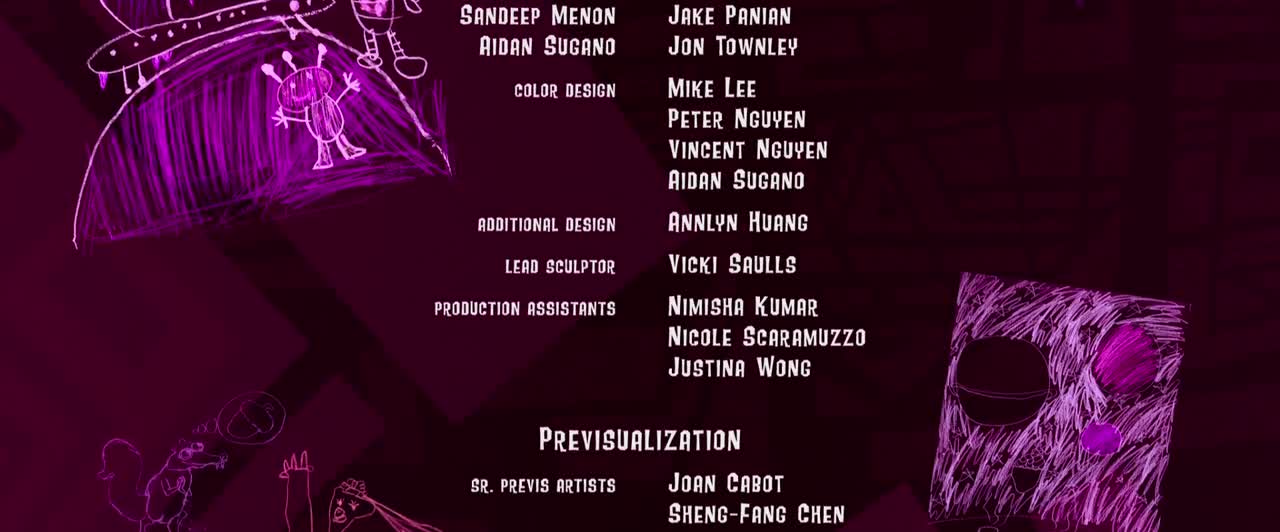 SANDEEP MENON JAKE PANIAN
AIDAN SUGANO JON TOWNLEY
COLOR DESIGN MIKE LEE
PETER NGUYEN
VINCENT NGUYEN
AIDAN SUGANO
ADDITIONAL DESIGN ANNLYN HUANG
LEAD SCULPTOR VICKI SAULLS
PRODUCTION ASSISTANTS NIMISHA KUMAR
NICOLE SCARAMUZZO
JUSTINA WONG
PREVISUALIZATION
SR. PREVIS ARTISTS JOAN CABOT
SHENG-FANG CHEN